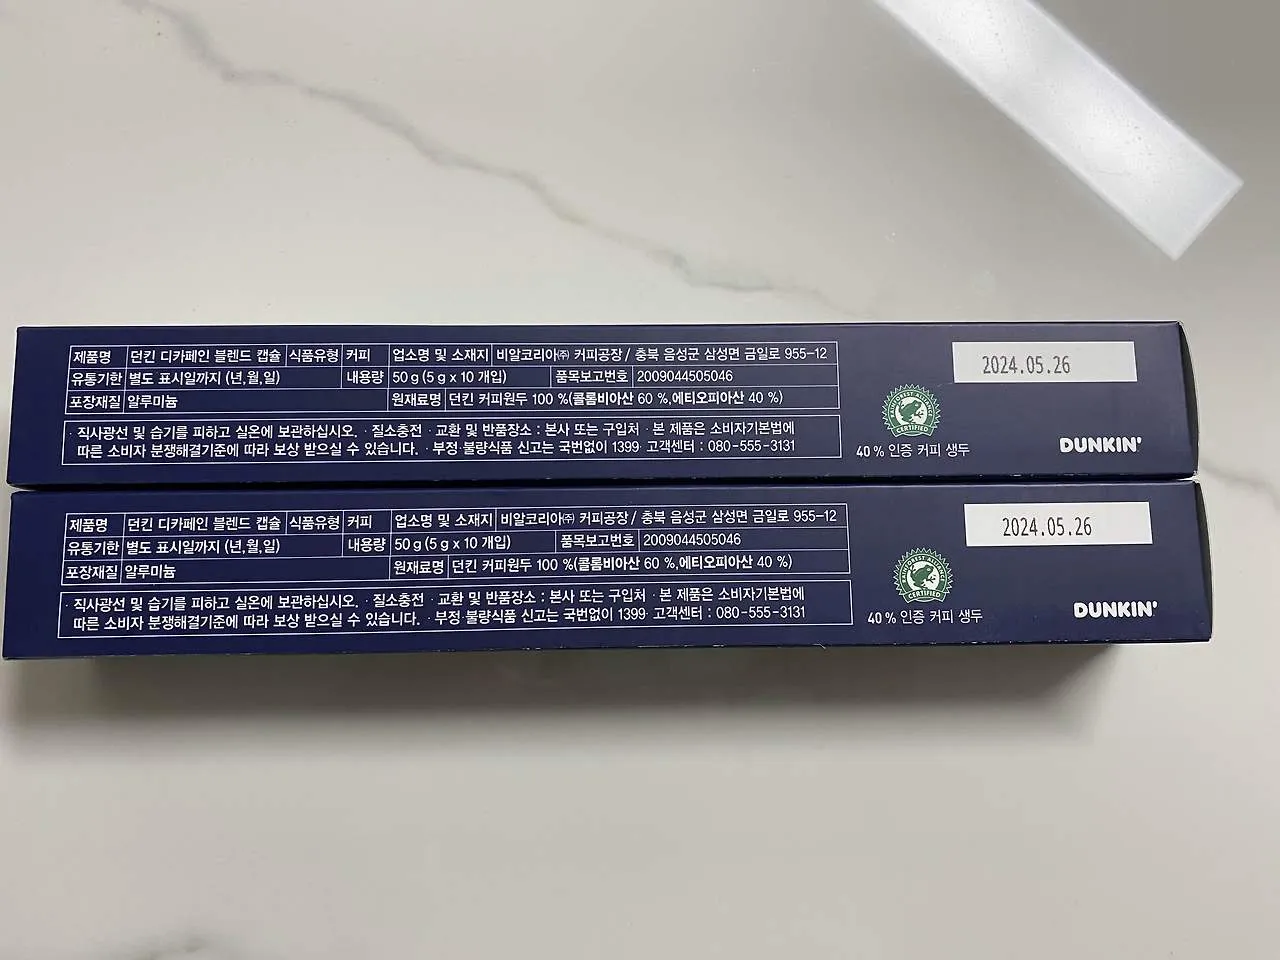 제품명 던킨 디카페인 블렌드 캡슐 식품유형 커피 업소명 및 소재지 비알코리아㈜ 커피공장 / 충북 음성군 삼성면 금일로 955-12
유통기한 별도 표시일까지 (년,월,일) 내용량 50 g (5 g x 10 개입) 품목보고번호 2009044505046
포장재질 알루미늄 원재료명 던킨 커피원두 100 %(콜롬비아산 60 %,에티오피아산 40 %)
· 직사광선 및 습기를 피하고 실온에 보관하십시오. · 질소충전 · 교환 및 반품장소 : 본사 또는 구입처 · 본 제품은 소비자기본법에
따른 소비자 분쟁해결기준에 따라 보상 받으실 수 있습니다. · 부정·불량식품 신고는 국번없이 1399· 고객센터 : 080-555-3131
RAINFOREST ALLIANCE
CERTIFIED
40 % 인증 커피 생두
2024.05.26
DUNKIN'
제품명 던킨 디카페인 블렌드 캡슐 식품유형 커피 업소명 및 소재지 비알코리아㈜ 커피공장 / 충북 음성군 삼성면 금일로 955-12
유통기한 별도 표시일까지 (년,월,일) 내용량 50 g (5 g x 10 개입) 품목보고번호 2009044505046
포장재질 알루미늄 원재료명 던킨 커피원두 100 %(콜롬비아산 60 %,에티오피아산 40 %)
· 직사광선 및 습기를 피하고 실온에 보관하십시오. · 질소충전 · 교환 및 반품장소 : 본사 또는 구입처 · 본 제품은 소비자기본법에
따른 소비자 분쟁해결기준에 따라 보상 받으실 수 있습니다. · 부정·불량식품 신고는 국번없이 1399· 고객센터 : 080-555-3131
RAINFOREST ALLIANCE
CERTIFIED
40 % 인증 커피 생두
2024.05.26
DUNKIN'